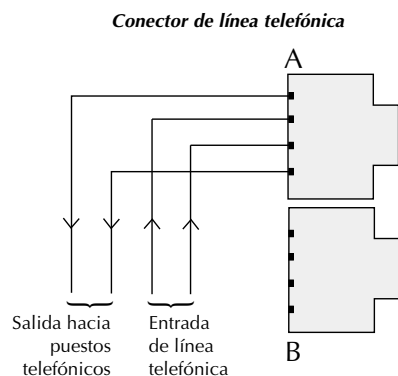 Conector de línea telefónica
A
Salida hacia
puestos
telefónicos
Entrada
de línea
telefónica
B